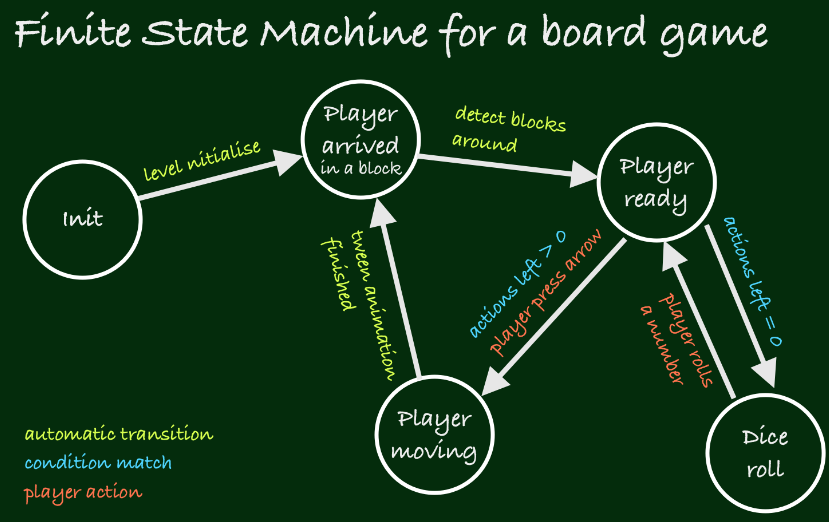 Finite State Machine for a board game
Init
level nitialise
Player
arrived
in a block
detect blocks
around
Player
ready
tween animation
finished
actions left > 0
player press arrow
actions left = 0
player rolls
a number
Player
moving
Dice
roll
automatic transition
condition match
player action